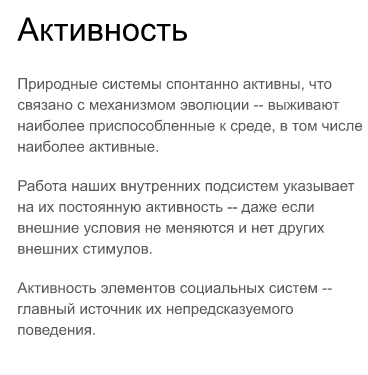 Активность
Природные системы спонтанно активны, что
связано с механизмом эволюции -- выживают
наиболее приспособленные к среде, в том числе
наиболее активные.
Работа наших внутренних подсистем указывает
на их постоянную активность -- даже если
внешние условия не меняются и нет других
внешних стимулов.
Активность элементов социальных систем --
главный источник их непредсказуемого
поведения.